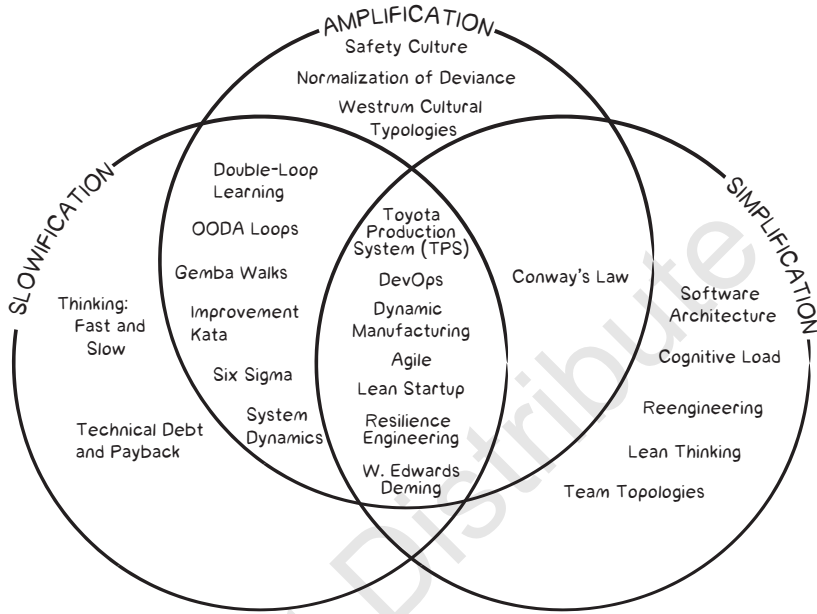 AMPLIFICATION
Safety Culture
Normalization of Deviance
Westrum Cultural
Typologies
SLOWIFICATION
Thinking:
Fast and
Slow
Technical Debt
and Payback
Double-Loop
Learning
OODA Loops
Gemba Walks
Improvement
Kata
Six Sigma
System
Dynamics
Toyota
Production
System (TPS)
DevOps
Dynamic
Manufacturing
Agile
Lean Startup
Resilience
Engineering
W. Edwards
Deming
Conway's Law
SIMPLIFICATION
Software
Architecture
Cognitive Load
Reengineering
Lean Thinking
Team Topologies
Distribute